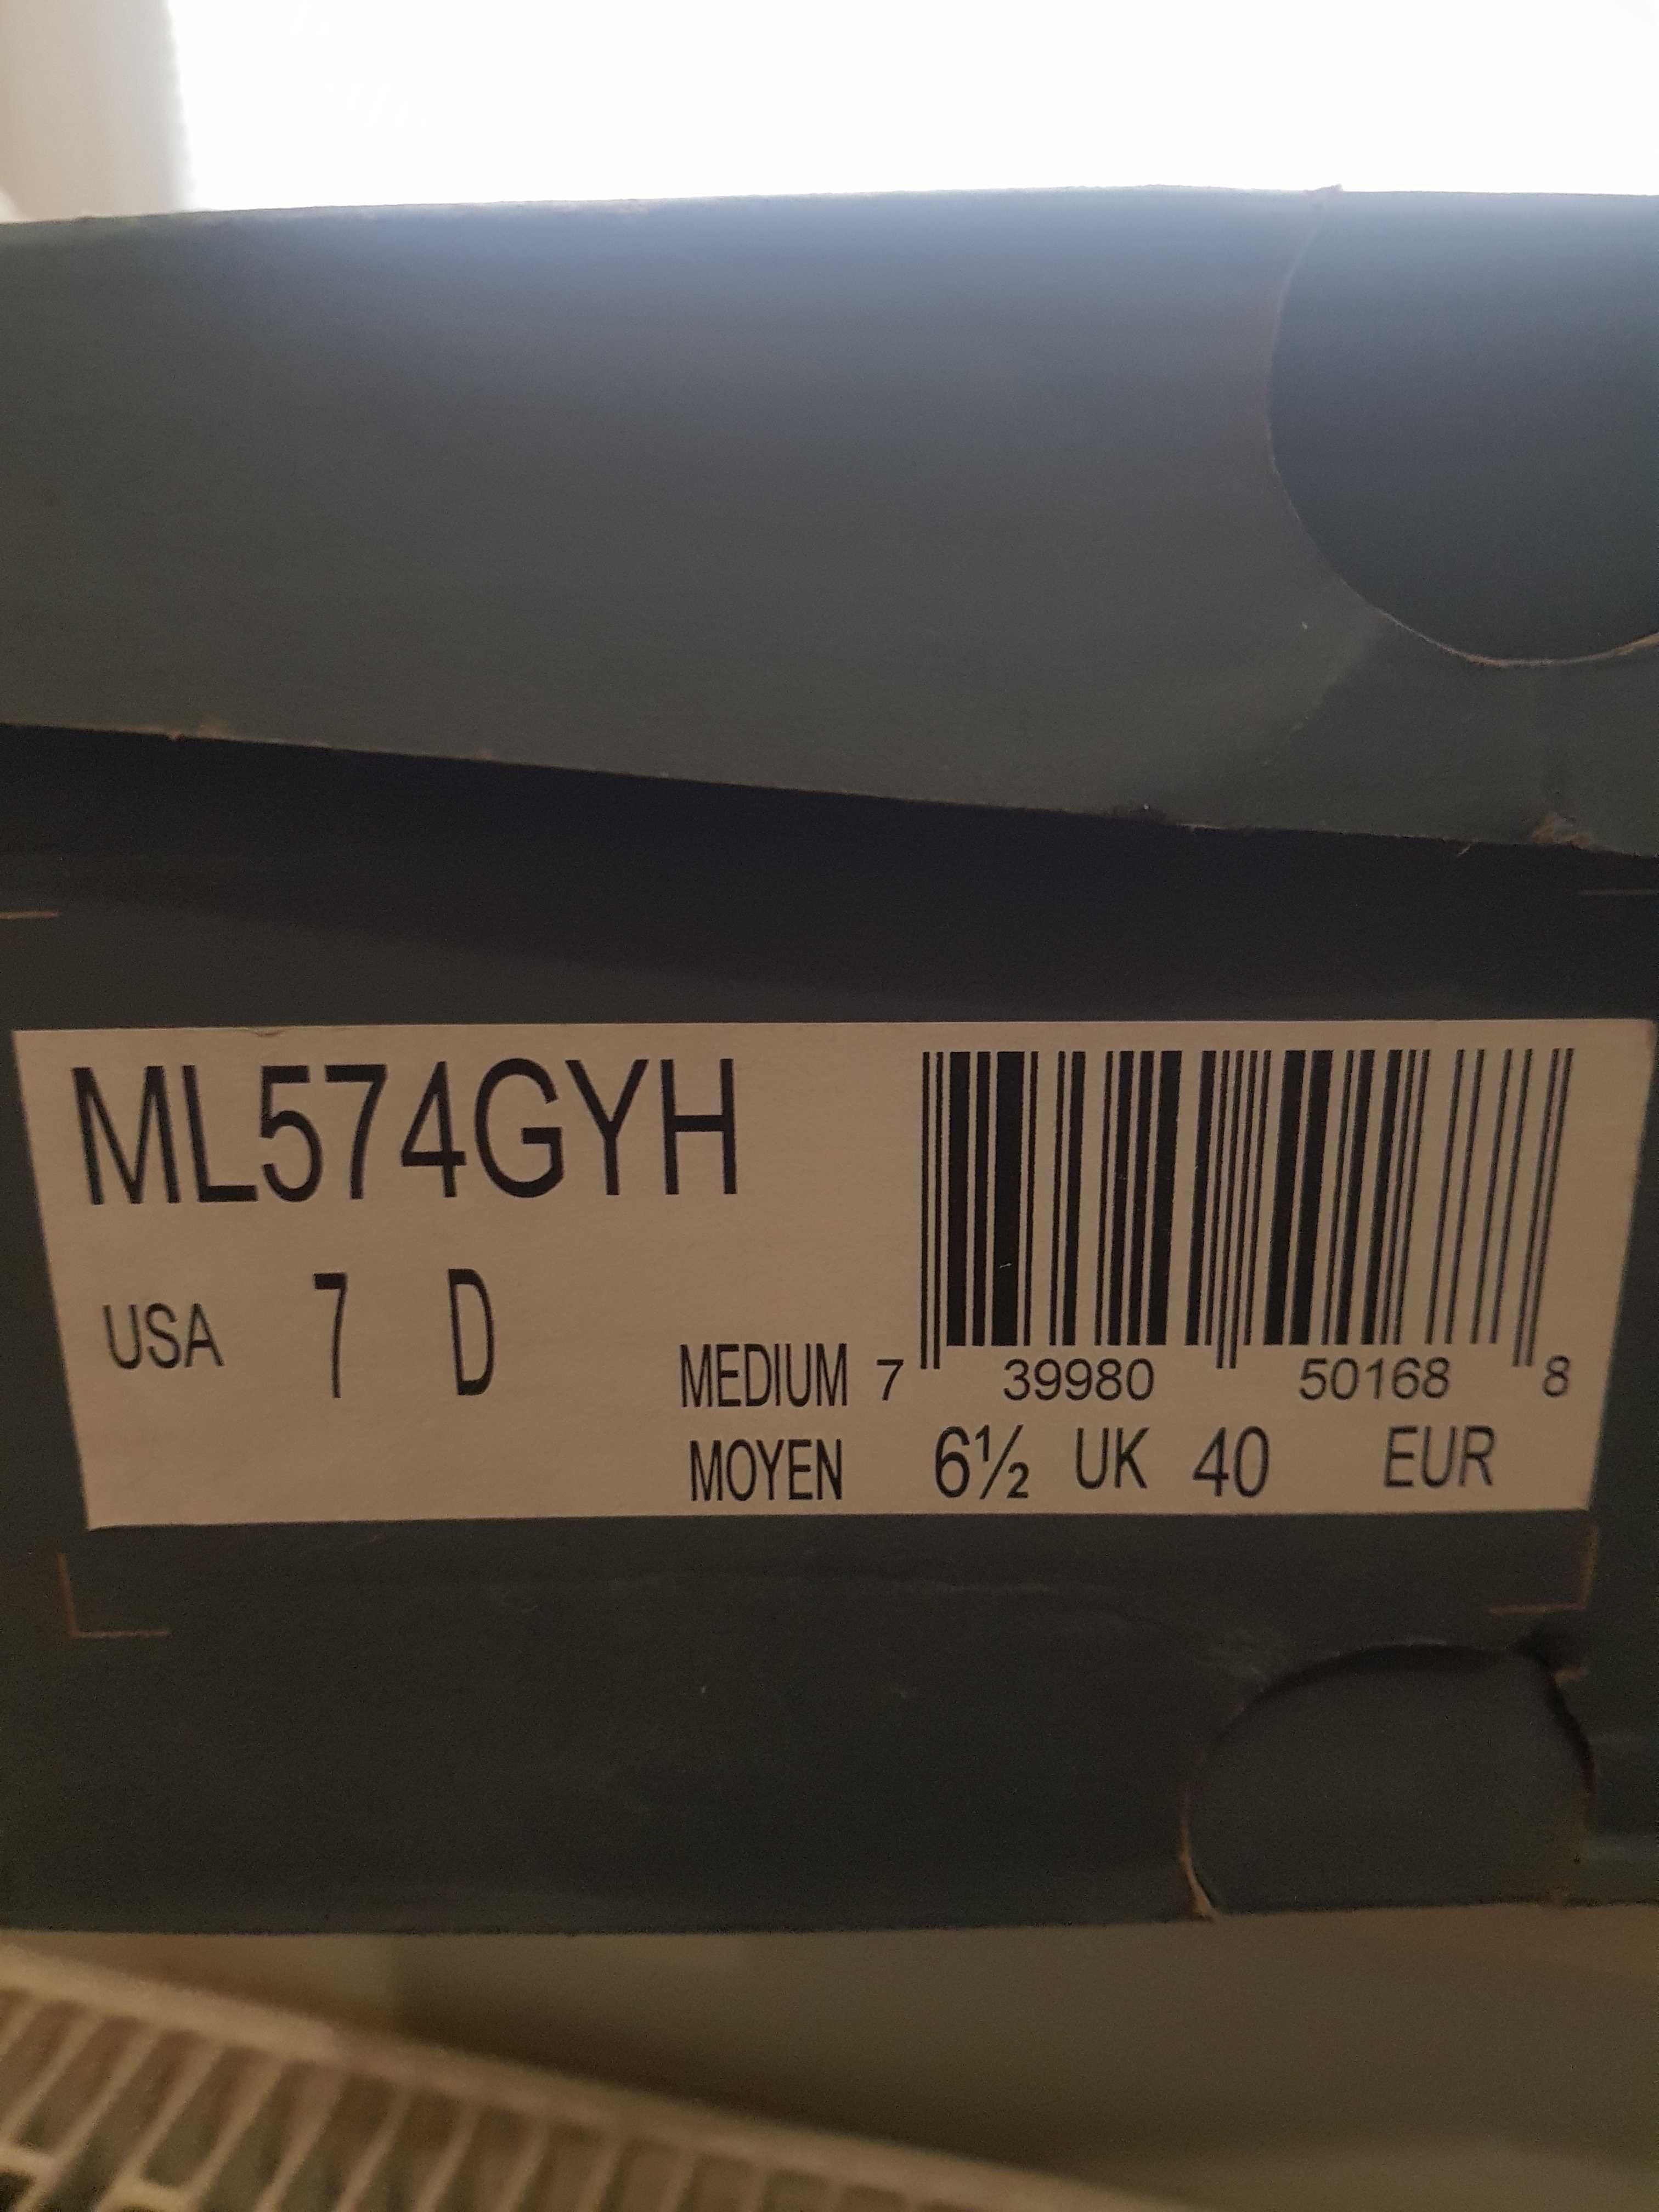 ML574GYH
USA 7 D
MEDIUM 7 39980 50168 8
MOYEN 6½ UK 40 EUR